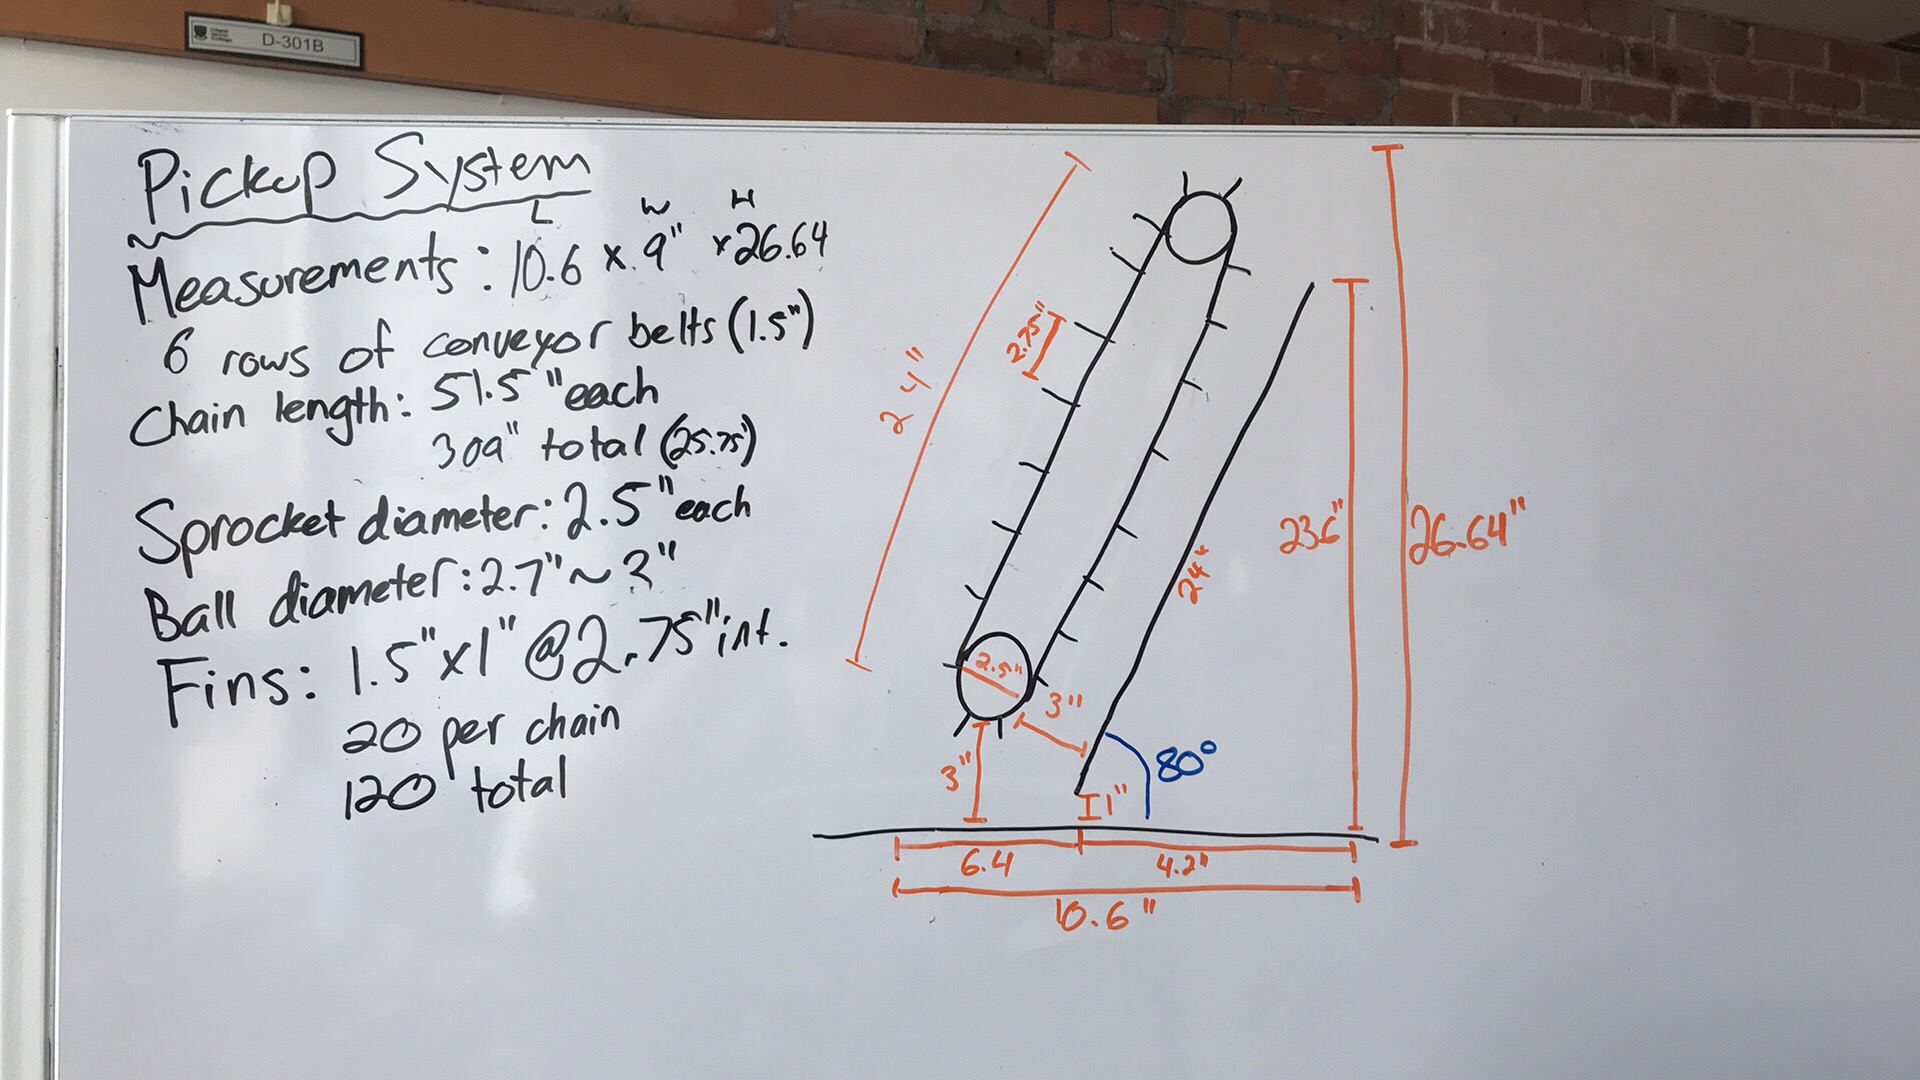 D-301B
Pickup System
L W H
Measurements: 10.6 x 9" x 26.64
6 rows of conveyor belts (1.5")
Chain length: 51.5" each
309" total (25.75')
Sprocket diameter: 2.5" each
Ball diameter: 2.7" ~ 3"
Fins: 1.5" x 1" @ 2.75" int.
20 per chain
120 total
24"
2.75"
24"
23.6"
26.64"
2.5"
3"
80°
3"
1"
6.4
4.2"
10.6"